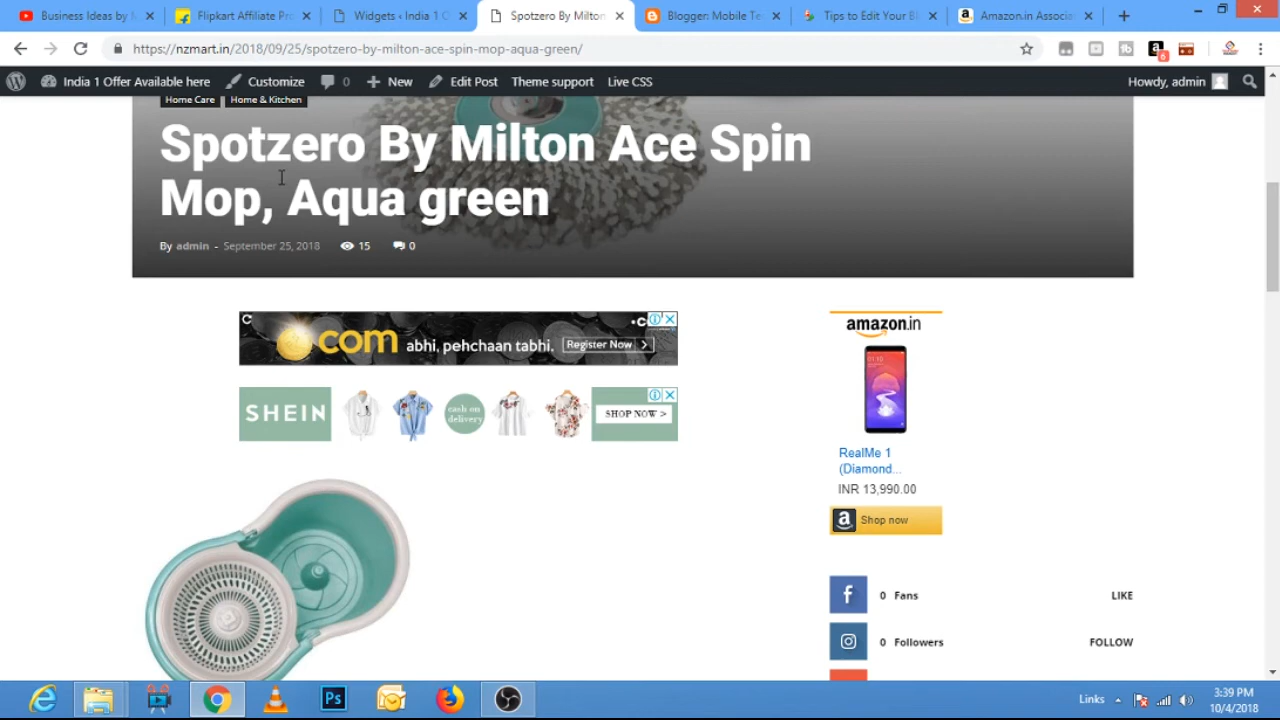 Business Ideas by M
Flipkart Affiliate Pro
Widgets ‹ India 1 O
Spotzero By Milton
Blogger: Mobile Te
Tips to Edit Your Bl
Amazon.in Associa
https://nzmart.in/2018/09/25/spotzero-by-milton-ace-spin-mop-aqua-green/
6
India 1 Offer Available here
Customize
0
New
Edit Post
Theme support
Live CSS
Howdy, admin
Home Care
Home & Kitchen
Spotzero By Milton Ace Spin
Mop, Aqua green
By admin - September 25, 2018 15 0
com abhi, pehchaan tabhi. Register Now
SHEIN
cash on
delivery
SHOP NOW >
amazon.in
RealMe 1
(Diamond...
INR 13,990.00
a Shop now
0 Fans LIKE
0 Followers FOLLOW
Ps
Links
3:39 PM
10/4/2018